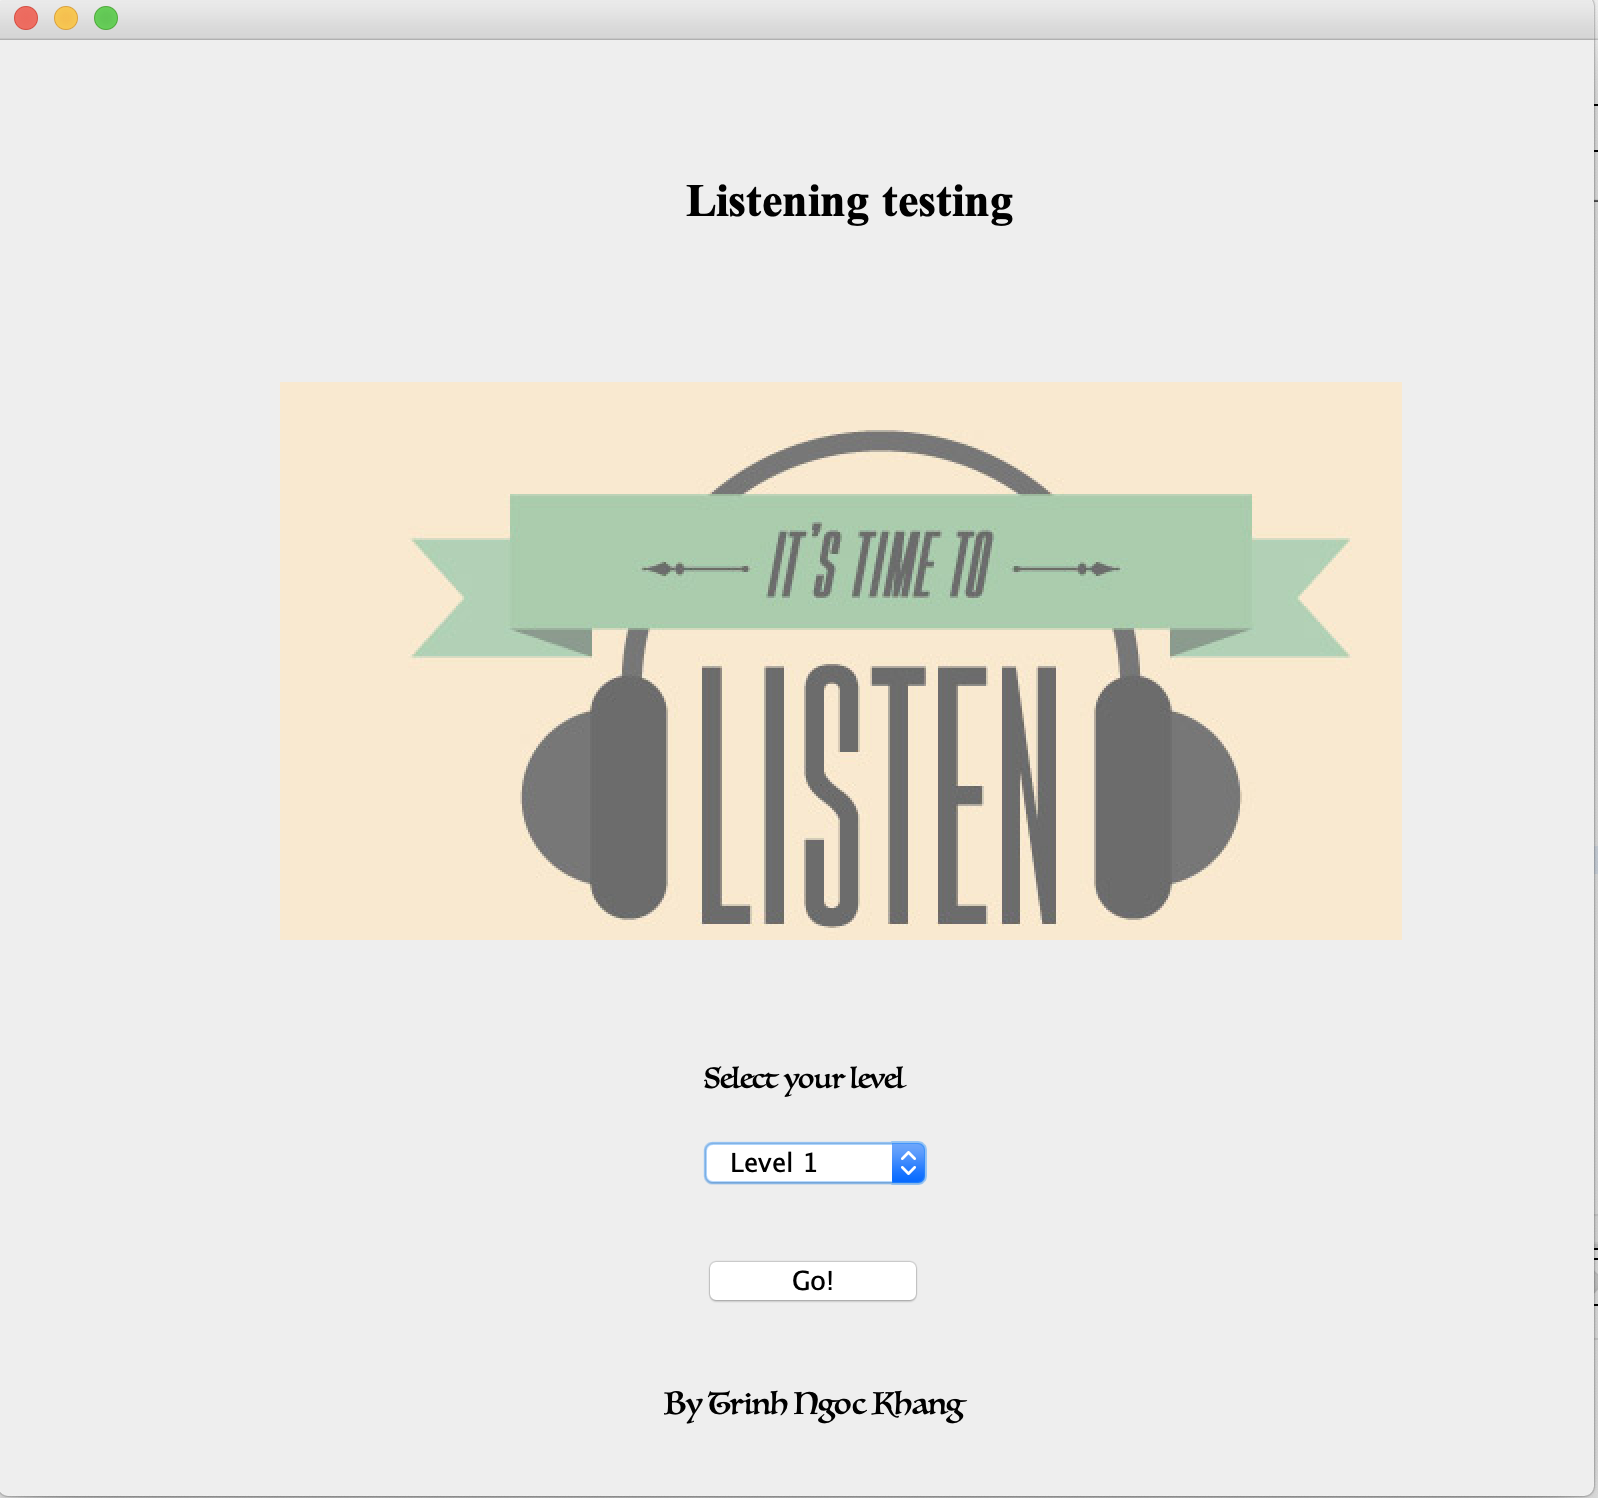 Listening testing
IT'S TIME TO
LISTEN
Select your level
Level 1
Go!
By Trinh Ngoc Khang